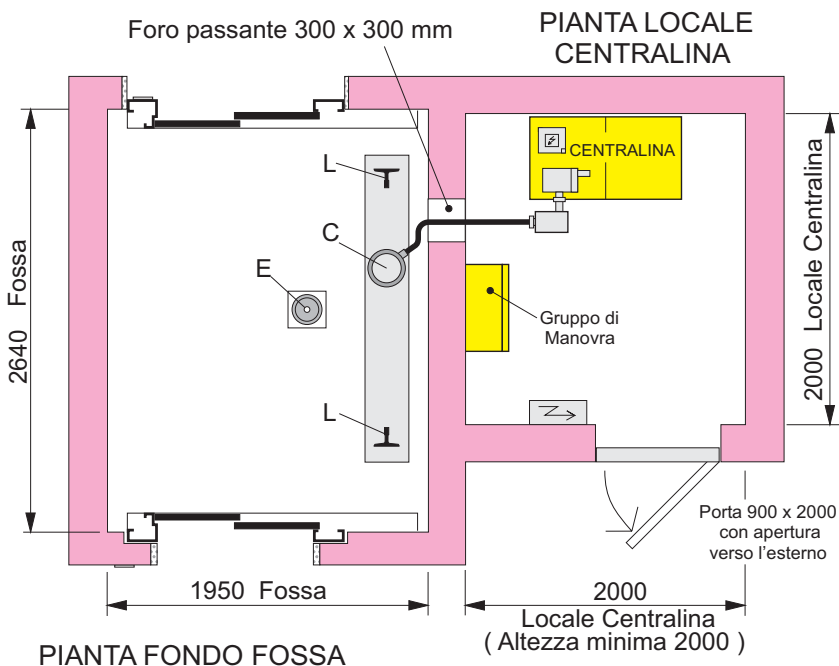 Foro passante 300 x 300 mm
PIANTA LOCALE
CENTRALINA
L
C
E
L
CENTRALINA
Gruppo di
Manovra
2640 Fossa
2000 Locale Centralina
Porta 900 x 2000
con apertura
verso l'esterno
1950 Fossa
2000
Locale Centralina
( Altezza minima 2000 )
PIANTA FONDO FOSSA